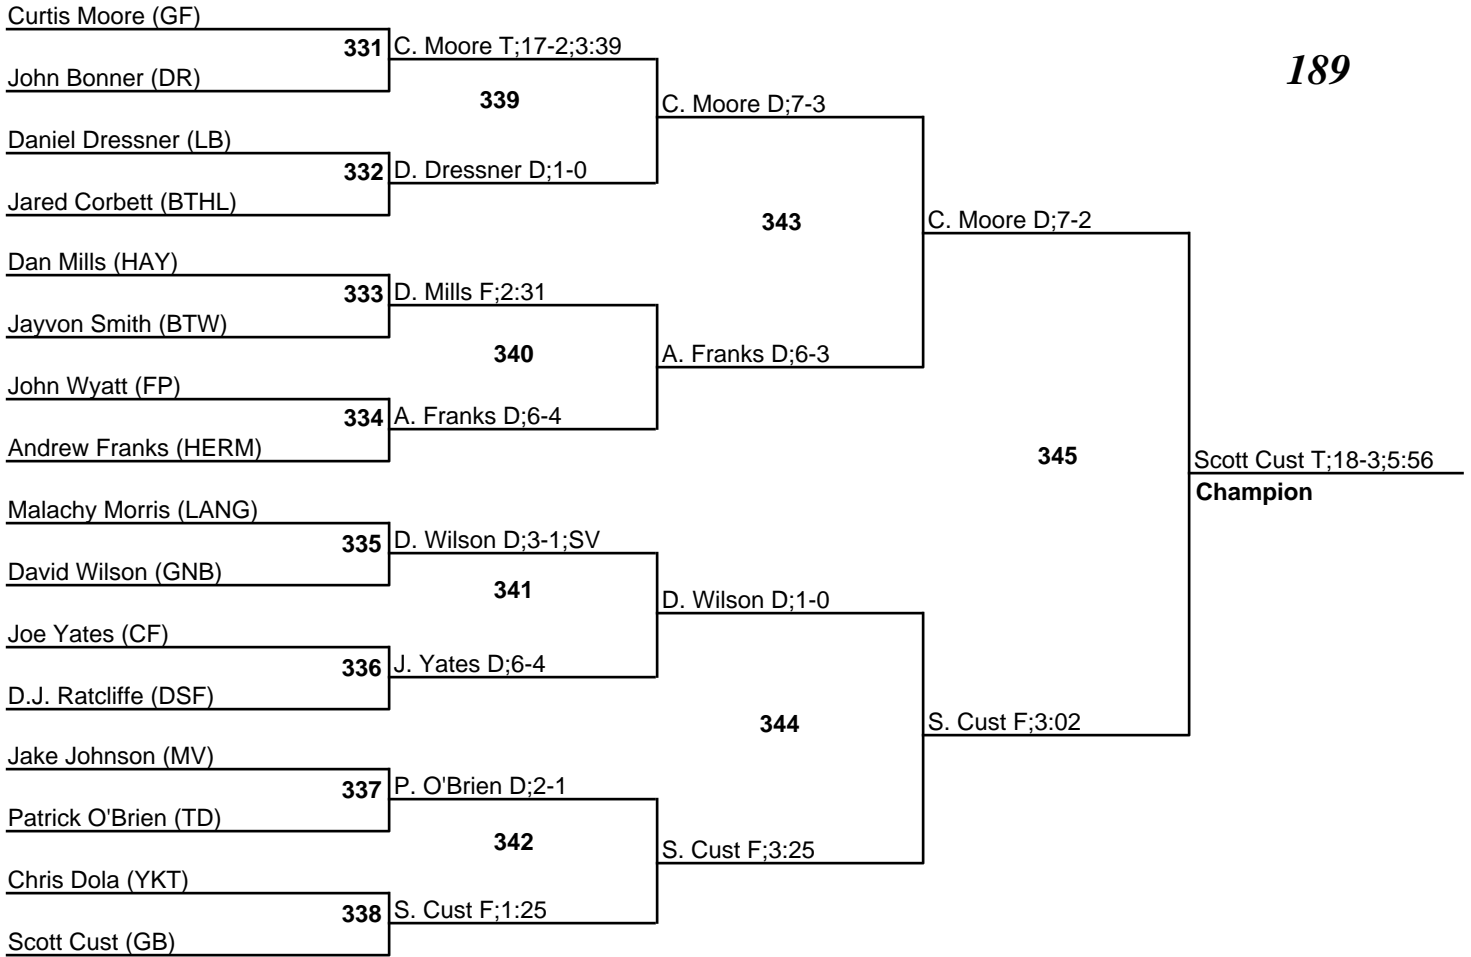 Curtis Moore (GF)
331 C. Moore T;17-2;3:39
189
John Bonner (DR)
339
C. Moore D;7-3
Daniel Dressner (LB)
332 D. Dressner D;1-0
Jared Corbett (BTHL)
343
C. Moore D;7-2
Dan Mills (HAY)
333 D. Mills F;2:31
Jayvon Smith (BTW)
340
A. Franks D;6-3
John Wyatt (FP)
334 A. Franks D;6-4
Andrew Franks (HERM)
345
Scott Cust T;18-3;5:56
Champion
Malachy Morris (LANG)
335 D. Wilson D;3-1;SV
David Wilson (GNB)
341
D. Wilson D;1-0
Joe Yates (CF)
336 J. Yates D;6-4
D.J. Ratcliffe (DSF)
344
S. Cust F;3:02
Jake Johnson (MV)
337 P. O'Brien D;2-1
Patrick O'Brien (TD)
342
S. Cust F;3:25
Chris Dola (YKT)
338 S. Cust F;1:25
Scott Cust (GB)